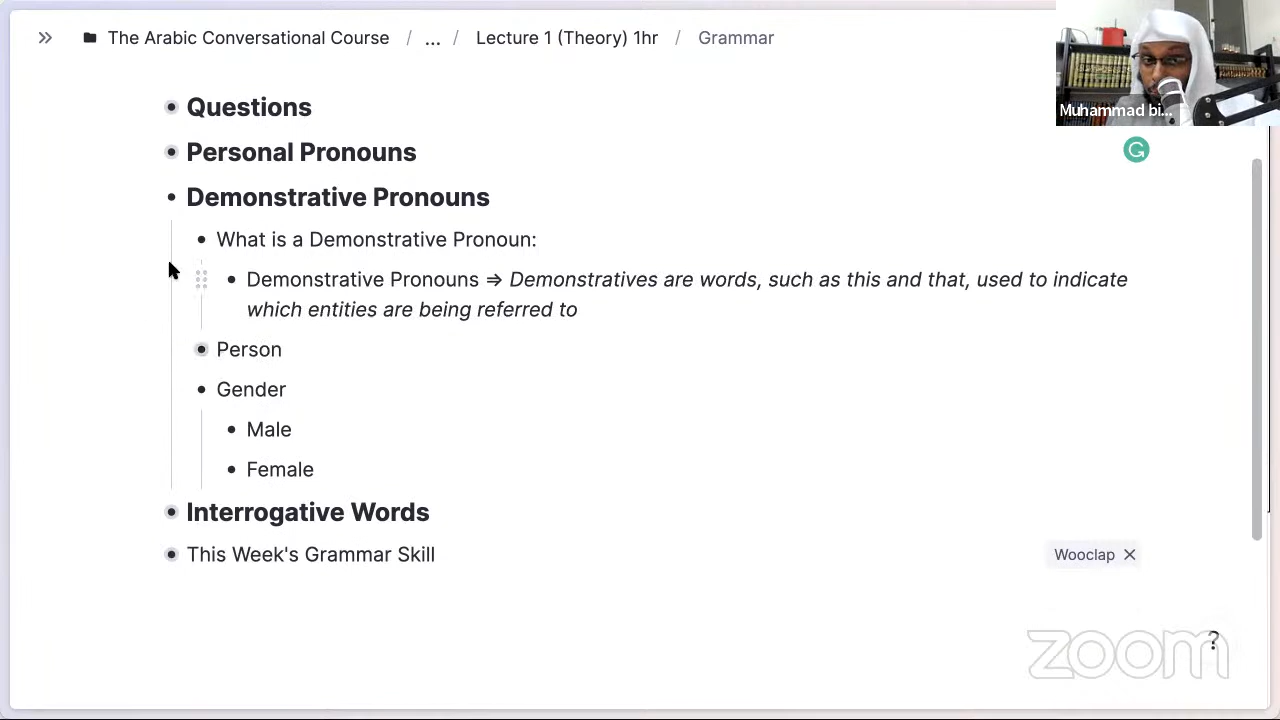 The Arabic Conversational Course / ... / Lecture 1 (Theory) 1hr / Grammar
Muhammad bi...
Questions
Personal Pronouns
Demonstrative Pronouns
What is a Demonstrative Pronoun:
Demonstrative Pronouns ⇒ Demonstratives are words, such as this and that, used to indicate
which entities are being referred to
Person
Gender
Male
Female
Interrogative Words
This Week's Grammar Skill
Wooclap
zoom
?